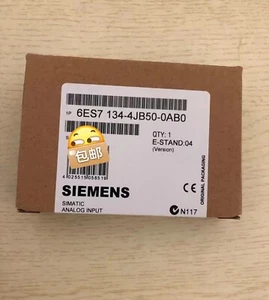 1P 6ES7 134-4JB50-0AB0
QTY: 1
E-STAND:04
(Version)
包邮
SIEMENS
SIMATIC
ANALOG INPUT
N117
ORIGINAL PACKAGING